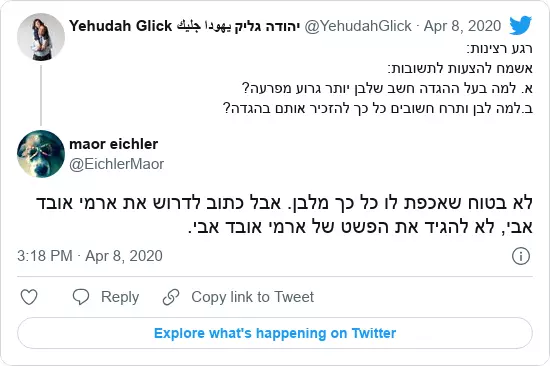 Yehudah Glick يهودا جليك יהודה גליק @YehudahGlick · Apr 8, 2020
רגע רצינות:
אשמח להצעות לתשובות:
א. למה בעל ההגדה חשב שלבן יותר גרוע מפרעה?
ב.למה לבן ותרח חשובים כל כך להזכיר אותם בהגדה?
maor eichler
@EichlerMaor
לא בטוח שאכפת לו כל כך מלבן. אבל כתוב לדרוש את ארמי אובד
אבי, לא להגיד את הפשט של ארמי אובד אבי.
3:18 PM · Apr 8, 2020
Reply
Copy link to Tweet
Explore what's happening on Twitter